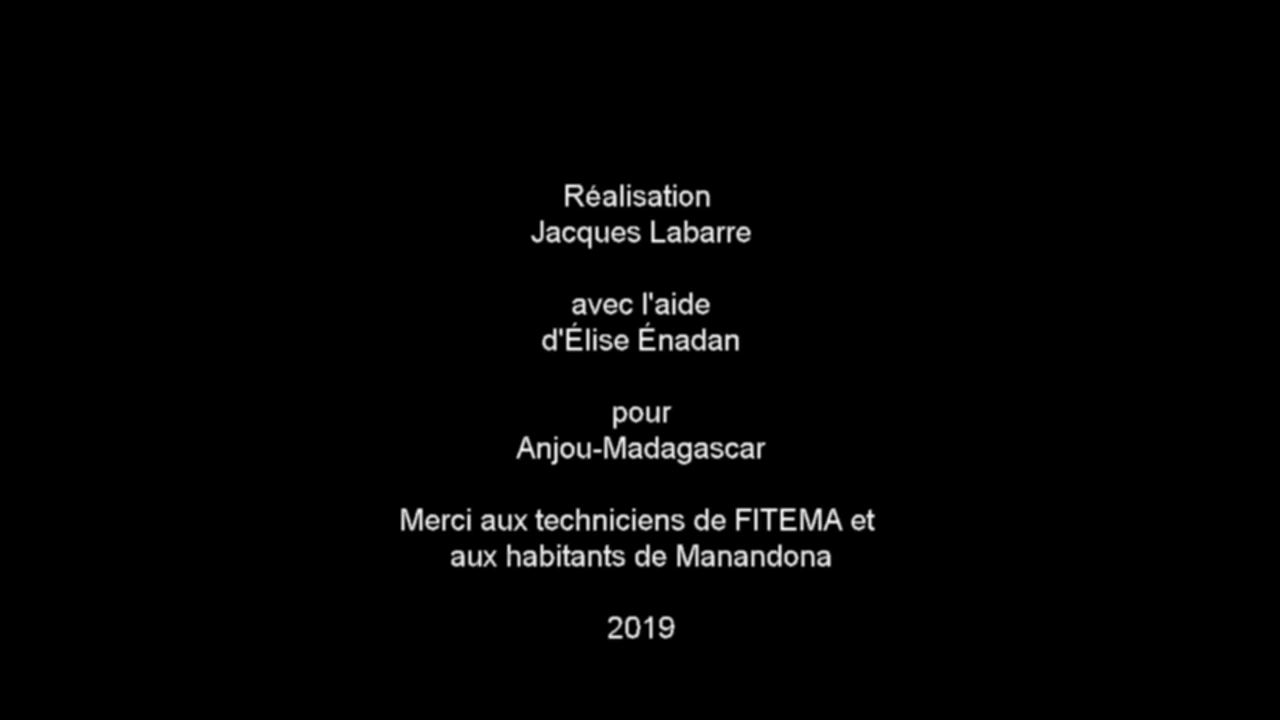 Réalisation
Jacques Labarre
avec l'aide
d'Élise Énadan
pour
Anjou-Madagascar
Merci aux techniciens de FITEMA et
aux habitants de Manandona
2019